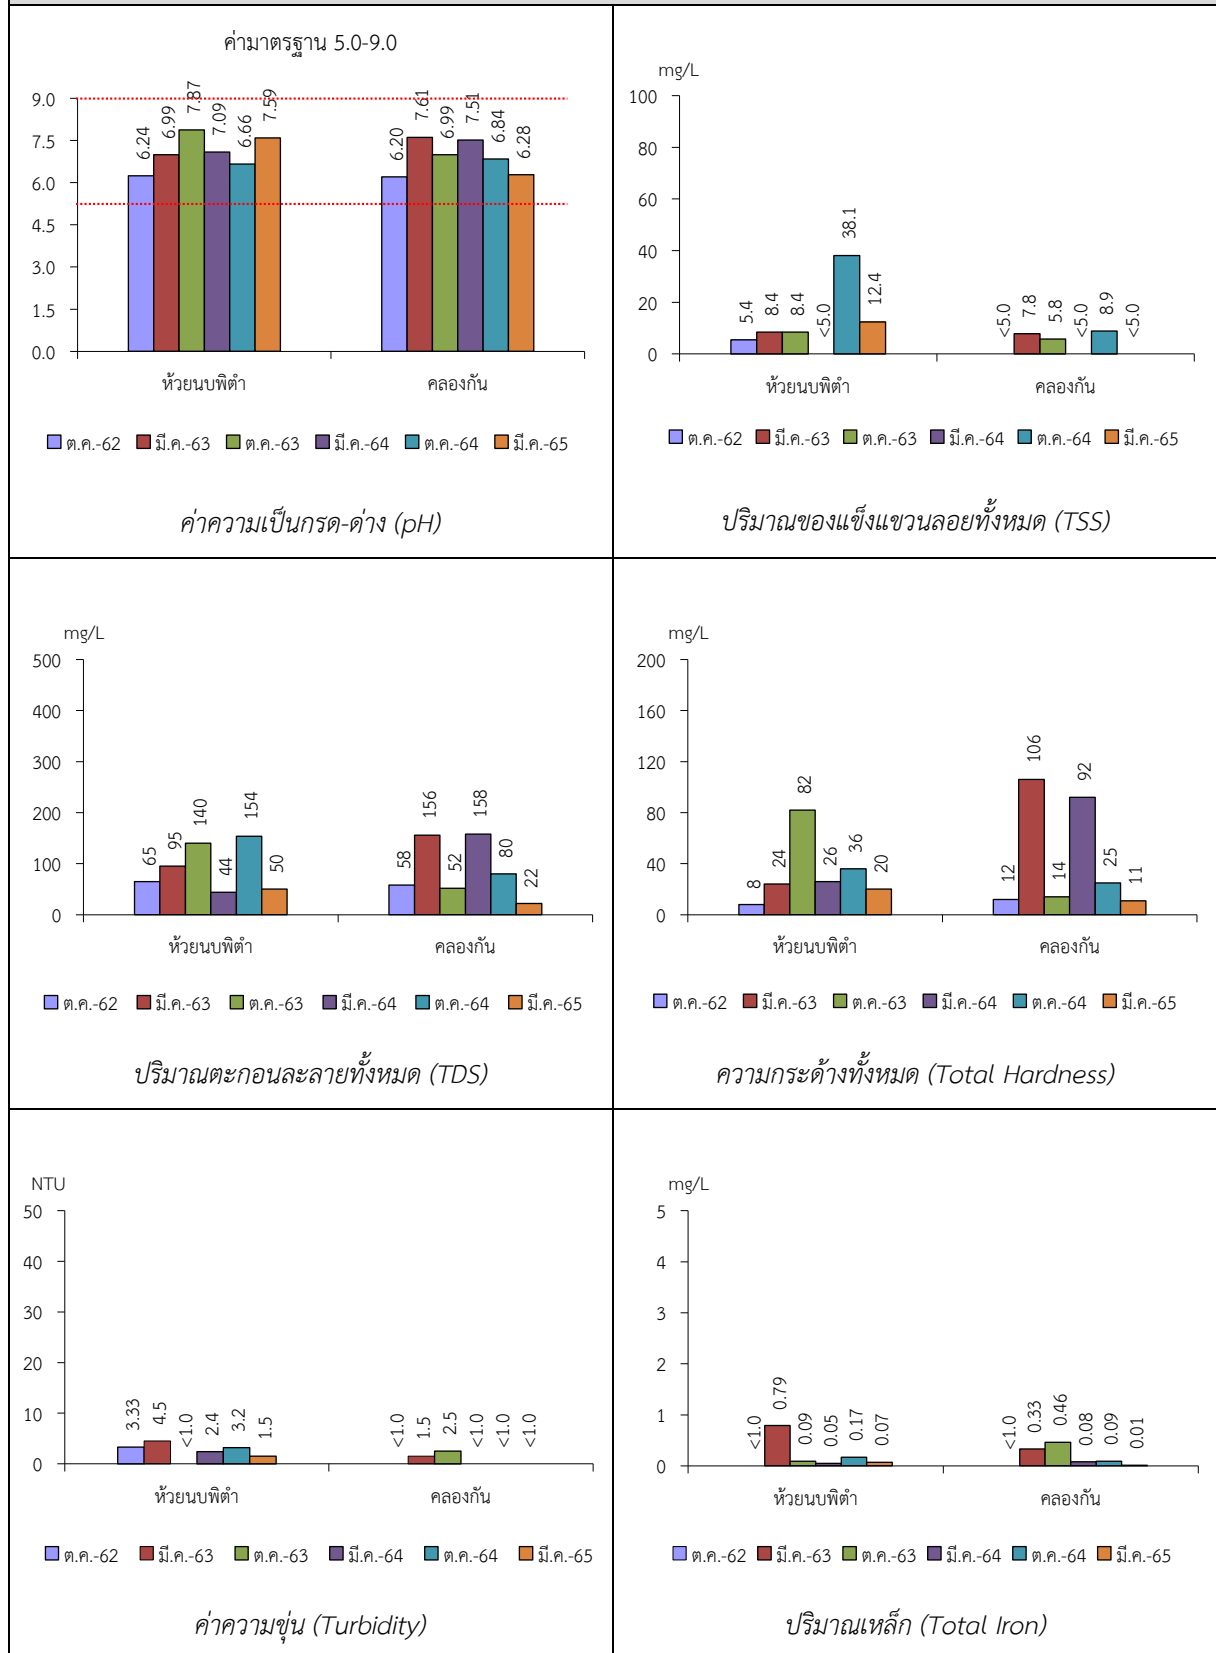 ค่ามาตรฐาน 5.0-9.0
9.0
7.5
6.0
4.5
3.0
1.5
0.0
6.24 6.99 7.87 7.09 6.66 7.59
6.20 7.61 6.99 7.51 6.84 6.28
ห้วยนบพิตำ คลองกัน
ต.ค.-62 มี.ค.-63 ต.ค.-63 มี.ค.-64 ต.ค.-64 มี.ค.-65
ค่าความเป็นกรด-ด่าง (pH)
mg/L
100
80
60
40
20
0
5.4 8.4 8.4 <5.0 38.1 12.4
<5.0 7.8 5.8 <5.0 8.9 <5.0
ห้วยนบพิตำ คลองกัน
ต.ค.-62 มี.ค.-63 ต.ค.-63 มี.ค.-64 ต.ค.-64 มี.ค.-65
ปริมาณของแข็งแขวนลอยทั้งหมด (TSS)
mg/L
500
400
300
200
100
0
65 95 140 44 154 50
58 156 52 158 80 22
ห้วยนบพิตำ คลองกัน
ต.ค.-62 มี.ค.-63 ต.ค.-63 มี.ค.-64 ต.ค.-64 มี.ค.-65
ปริมาณตะกอนละลายทั้งหมด (TDS)
mg/L
200
160
120
80
40
0
8 24 82 26 36 20
12 106 14 92 25 11
ห้วยนบพิตำ คลองกัน
ต.ค.-62 มี.ค.-63 ต.ค.-63 มี.ค.-64 ต.ค.-64 มี.ค.-65
ความกระด้างทั้งหมด (Total Hardness)
NTU
50
40
30
20
10
0
3.33 4.5 <1.0 2.4 3.2 1.5
<1.0 1.5 2.5 <1.0 <1.0 <1.0
ห้วยนบพิตำ คลองกัน
ต.ค.-62 มี.ค.-63 ต.ค.-63 มี.ค.-64 ต.ค.-64 มี.ค.-65
ค่าความขุ่น (Turbidity)
mg/L
5
4
3
2
1
0
<1.0 0.79 0.09 0.05 0.17 0.07
<1.0 0.33 0.46 0.08 0.09 0.01
ห้วยนบพิตำ คลองกัน
ต.ค.-62 มี.ค.-63 ต.ค.-63 มี.ค.-64 ต.ค.-64 มี.ค.-65
ปริมาณเหล็ก (Total Iron)